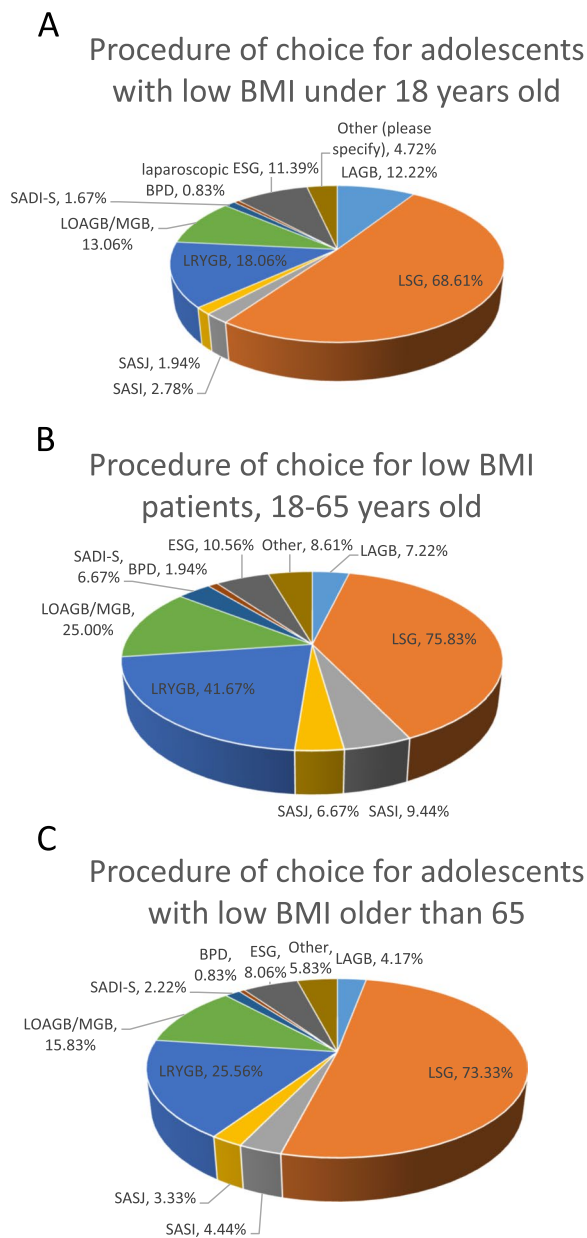 A
Procedure of choice for adolescents
with low BMI under 18 years old
Other (please
specify), 4.72%
LAGB, 12.22%
laparoscopic
BPD, 0.83%
ESG, 11.39%
SADI-S, 1.67%
LOAGB/MGB,
13.06%
LRYGB, 18.06%
LSG, 68.61%
SASJ, 1.94%
SASI, 2.78%
B
Procedure of choice for low BMI
patients, 18-65 years old
ESG, 10.56%
Other, 8.61%
LAGB, 7.22%
SADI-S,
6.67%
BPD, 1.94%
LOAGB/MGB,
25.00%
LSG, 75.83%
LRYGB, 41.67%
SASJ, 6.67%
SASI, 9.44%
C
Procedure of choice for adolescents
with low BMI older than 65
BPD,
0.83%
ESG,
8.06%
Other,
5.83%
LAGB, 4.17%
SADI-S, 2.22%
LOAGB/MGB,
15.83%
LRYGB, 25.56%
LSG, 73.33%
SASJ, 3.33%
SASI, 4.44%